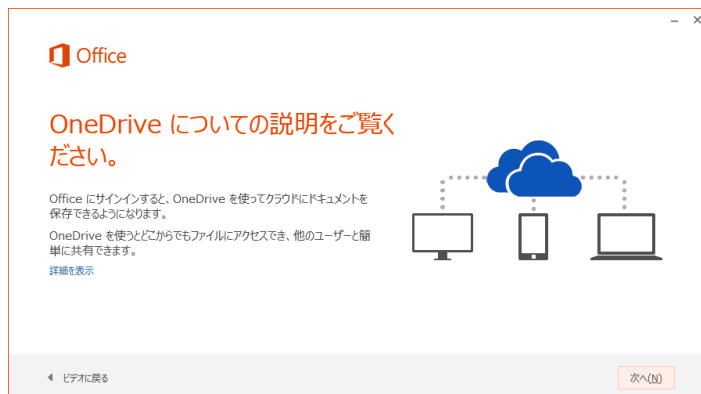 Office
OneDrive についての説明をご覧く
ださい。
Office にサインインすると、OneDrive を使ってクラウドにドキュメントを
保存できるようになります。
OneDrive を使うとどこからでもファイルにアクセスでき、他のユーザーと簡
単に共有できます。
詳細を表示
ビデオに戻る
次へ(N)